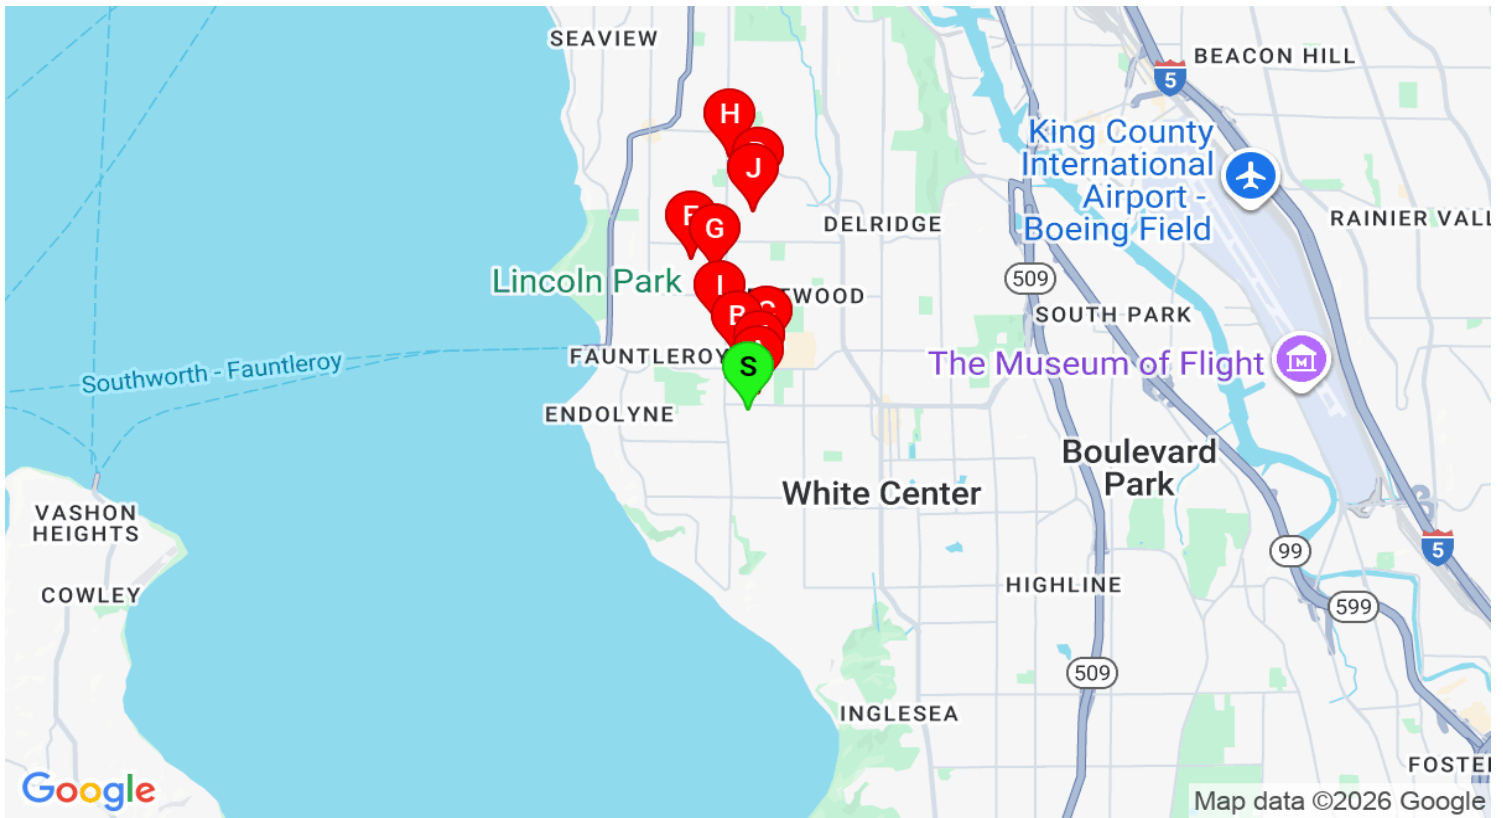 SEAVIEW
BEACON HILL
5
H
King County
International
Airport -
Boeing Field
J
RAINIER VALL
G
DELRIDGE
Lincoln Park
509
I
WOOD
B
SOUTH PARK
FAUNTLEROY
Southworth - Fauntleroy
S
The Museum of Flight
ENDOLYNE
Boulevard
Park
White Center
VASHON
HEIGHTS
99
5
COWLEY
HIGHLINE
599
509
INGLESEA
FOSTE
Google
Map data ©2026 Google